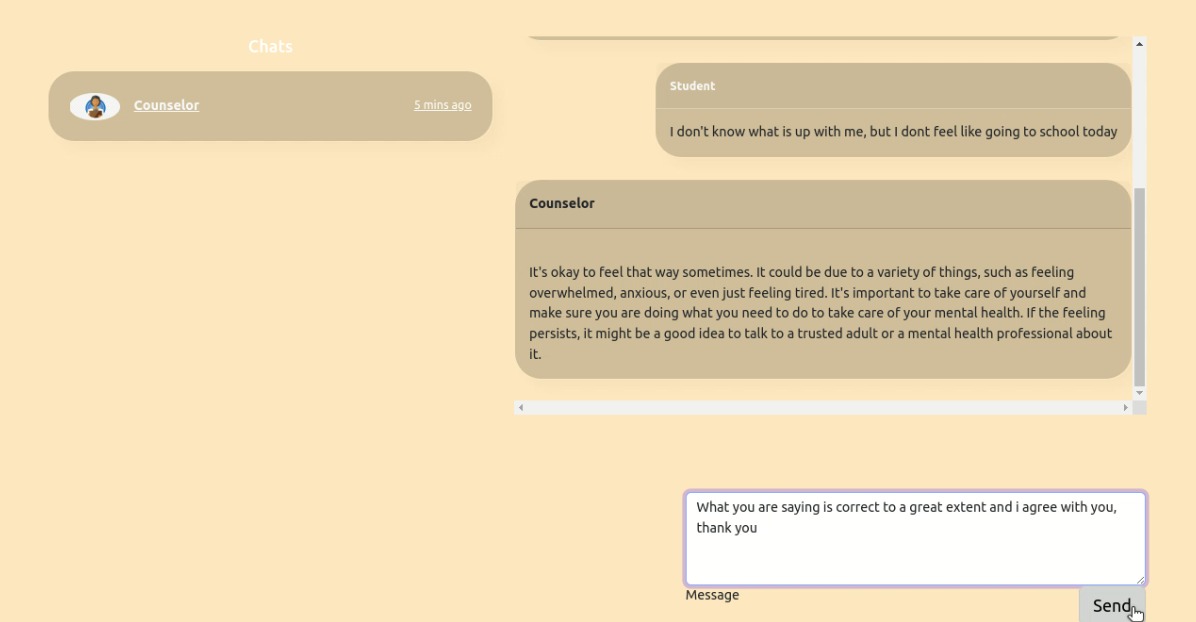 Chats
Counselor
5 mins ago
Student
I don't know what is up with me, but I dont feel like going to school today
Counselor
It's okay to feel that way sometimes. It could be due to a variety of things, such as feeling
overwhelmed, anxious, or even just feeling tired. It's important to take care of yourself and
make sure you are doing what you need to do to take care of your mental health. If the feeling
persists, it might be a good idea to talk to a trusted adult or a mental health professional about
it.
What you are saying is correct to a great extent and i agree with you,
thank you
Message
Send